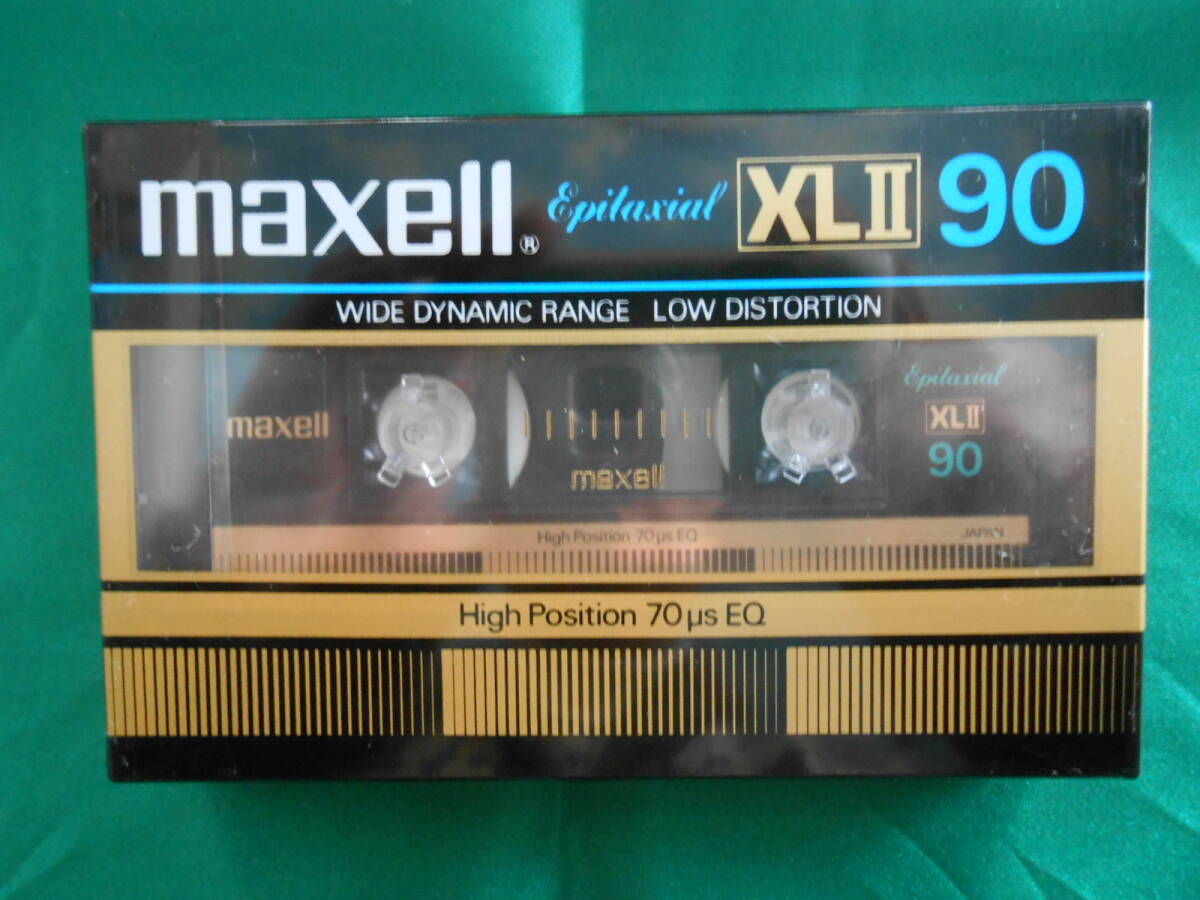 maxell® Epitaxial XLII 90
WIDE DYNAMIC RANGE LOW DISTORTION
Epitaxial
maxell XLII
maxell 90
High Position 70µs EQ JAPAN
High Position 70µs EQ